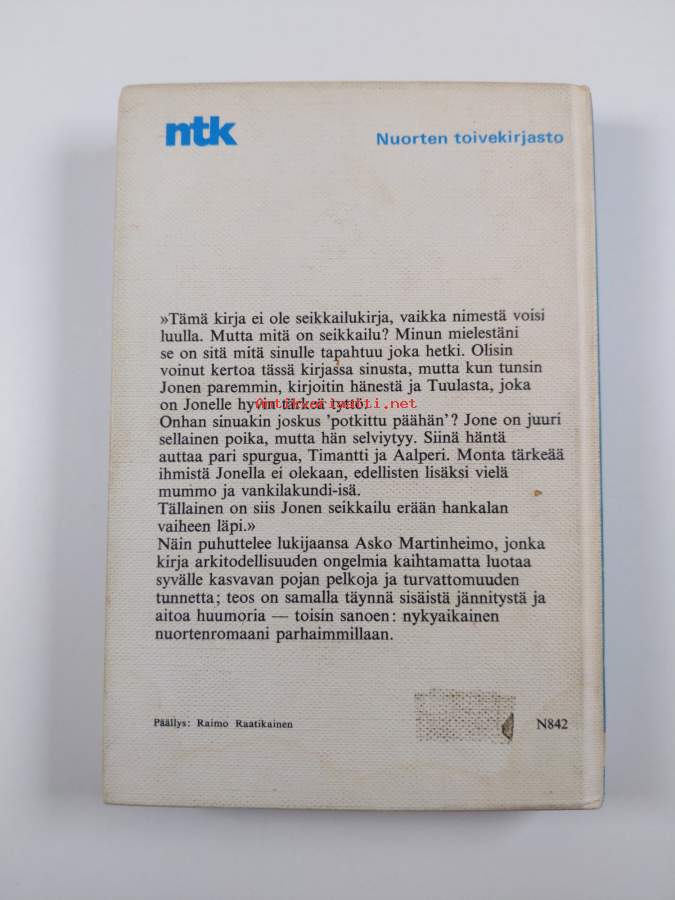 ntk
Nuorten toivekirjasto
»Tämä kirja ei ole seikkailukirja, vaikka nimestä voisi
luulla. Mutta mitä on seikkailu? Minun mielestäni
se on sitä mitä sinulle tapahtuu joka hetki. Olisin
voinut kertoa tässä kirjassa sinusta, mutta kun tunsin
Jonen paremmin, kirjoitin hänestä ja Tuulasta, joka
on Jonelle hyvin tärkeä tyttö.
antikvariaatti.net
Onhan sinuakin joskus 'potkittu päähän'? Jone on juuri
sellainen poika, mutta hän selviytyy. Siinä häntä
auttaa pari spurgua, Timantti ja Aalperi. Monta tärkeää
ihmistä Jonella ei olekaan, edellisten lisäksi vielä
mummo ja vankilakundi-isä.
Tällainen on siis Jonen seikkailu erään hankalan
vaiheen läpi.»
Näin puhuttelee lukijaansa Asko Martinheimo, jonka
kirja arkitodellisuuden ongelmia kaihtamatta luotaa
syvälle kasvavan pojan pelkoja ja turvattomuuden
tunnetta; teos on samalla täynnä sisäistä jännitystä ja
aitoa huumoria — toisin sanoen: nykyaikainen
nuortenromaani parhaimmillaan.
Päällys: Raimo Raatikainen
N842